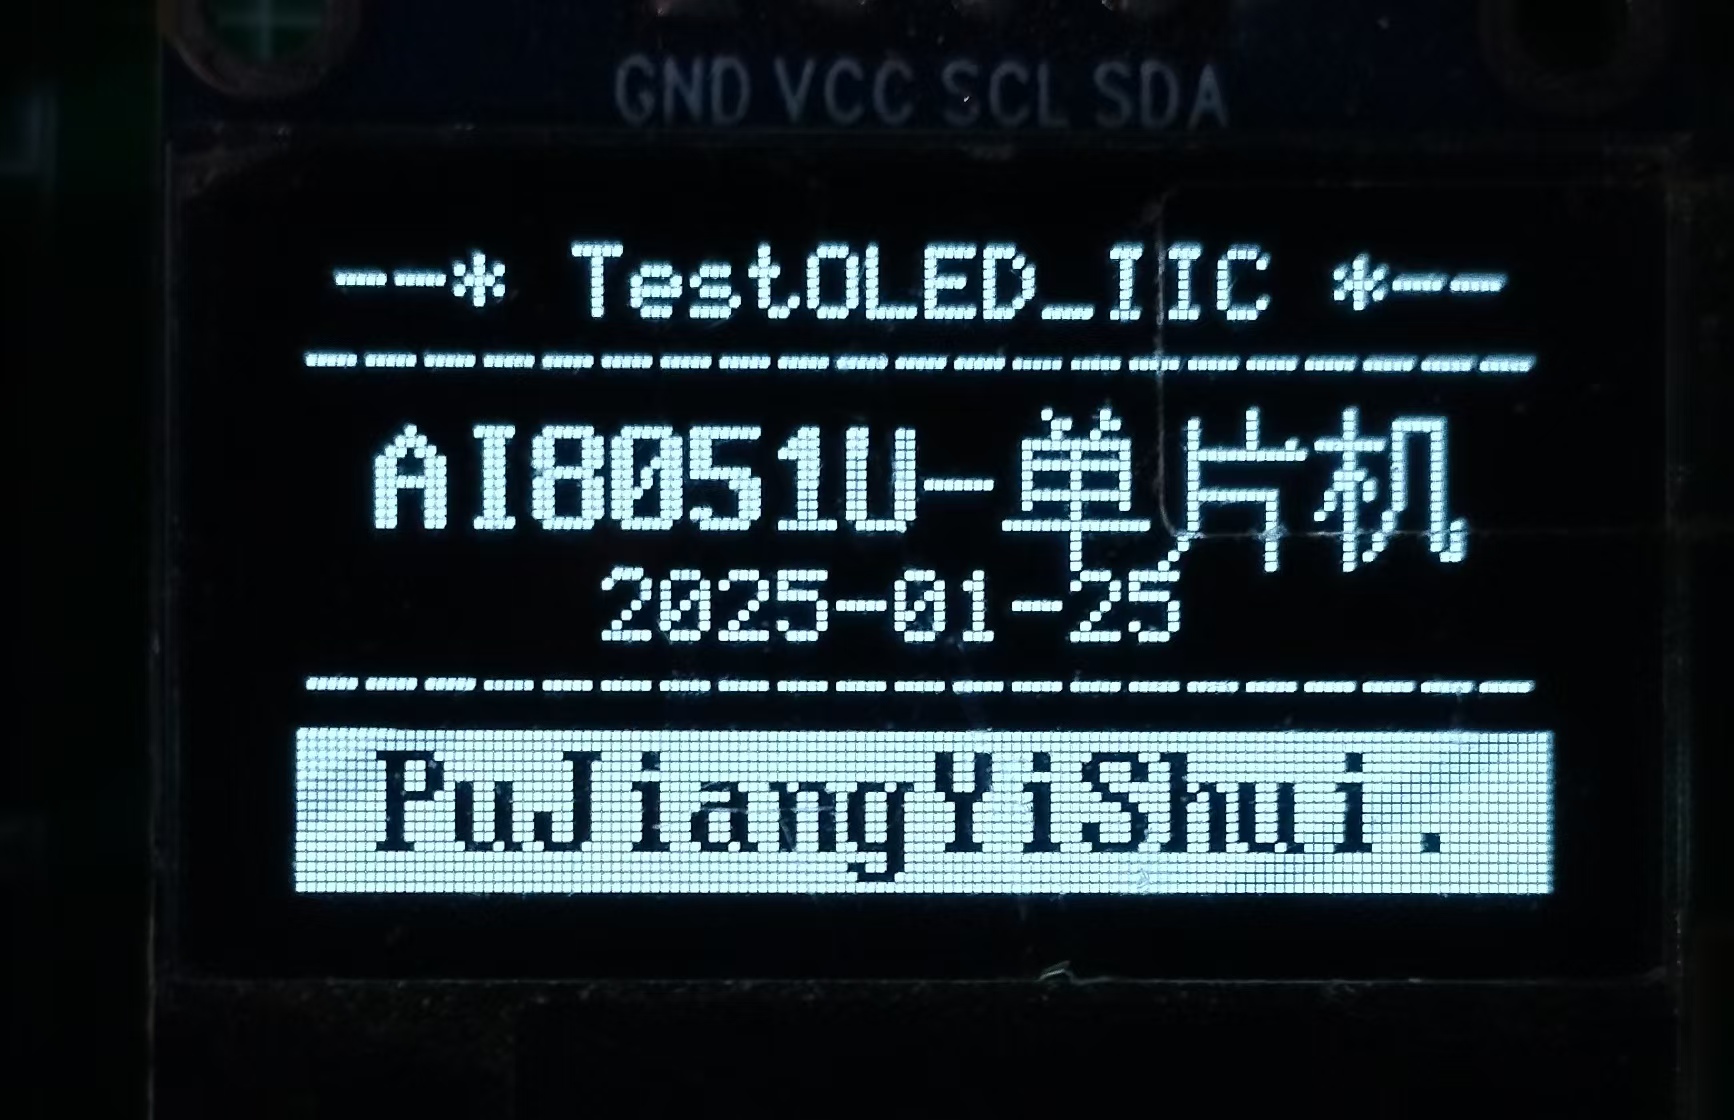 GND VCC SCL SDA
--* TestOLED_IIC *--
---------------------
AI8051U-单片机
2025-01-25
---------------------
PuJiangYiShui.